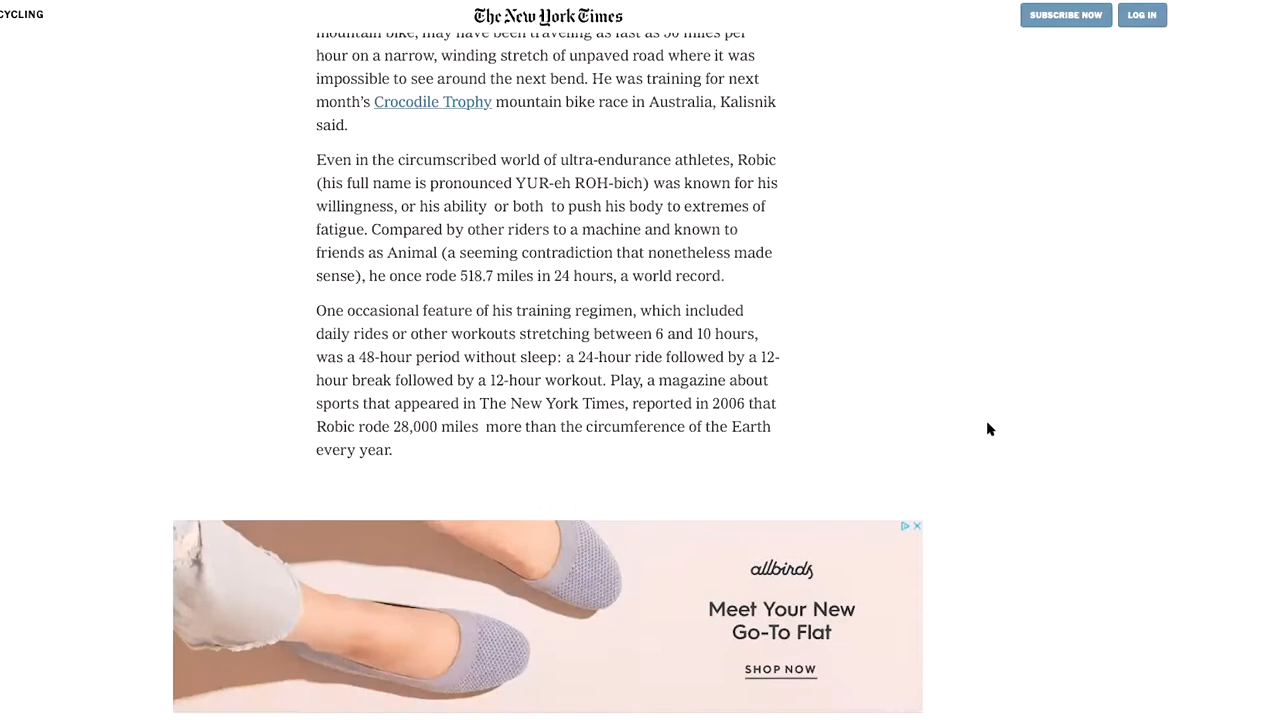 CYCLING
The New York Times
SUBSCRIBE NOW
LOG IN
mountain bike, may have been traveling as fast as 50 miles per
hour on a narrow, winding stretch of unpaved road where it was
impossible to see around the next bend. He was training for next
month's Crocodile Trophy mountain bike race in Australia, Kalisnik
said.
Even in the circumscribed world of ultra-endurance athletes, Robic
(his full name is pronounced YUR-eh ROH-bich) was known for his
willingness, or his ability or both to push his body to extremes of
fatigue. Compared by other riders to a machine and known to
friends as Animal (a seeming contradiction that nonetheless made
sense), he once rode 518.7 miles in 24 hours, a world record.
One occasional feature of his training regimen, which included
daily rides or other workouts stretching between 6 and 10 hours,
was a 48-hour period without sleep: a 24-hour ride followed by a 12-
hour break followed by a 12-hour workout. Play, a magazine about
sports that appeared in The New York Times, reported in 2006 that
Robic rode 28,000 miles more than the circumference of the Earth
every year.
allbirds
Meet Your New
Go-To Flat
SHOP NOW